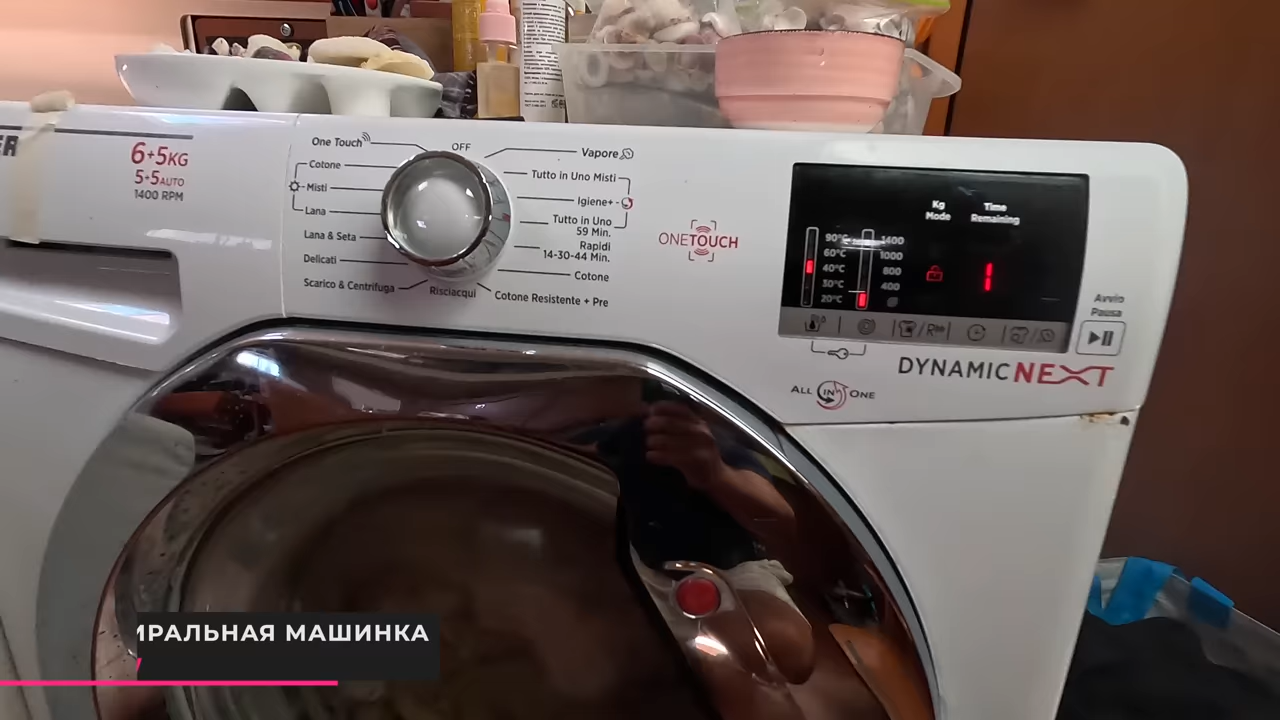 ER
6+5KG
5+5AUTO
1400 RPM
One Touch
Cotone
Misti
Lana
Lana & Seta
Delicati
Scarico & Centrifuga
OFF
Risciacqui
Vapore
Tutto in Uno Misti
Igiene+
Tutto in Uno
59 Min.
Rapidi
14-30-44 Min.
Cotone
Cotone Resistente + Pre
ONETOUCH
Kg
Mode
Time
Remaining
90°C
60°C
40°C
30°C
20°C
1400
1000
800
400
1
Avvio
Pausa
DYNAMIC NEXT
ALL IN ONE
ИРАЛЬНАЯ МАШИНКА